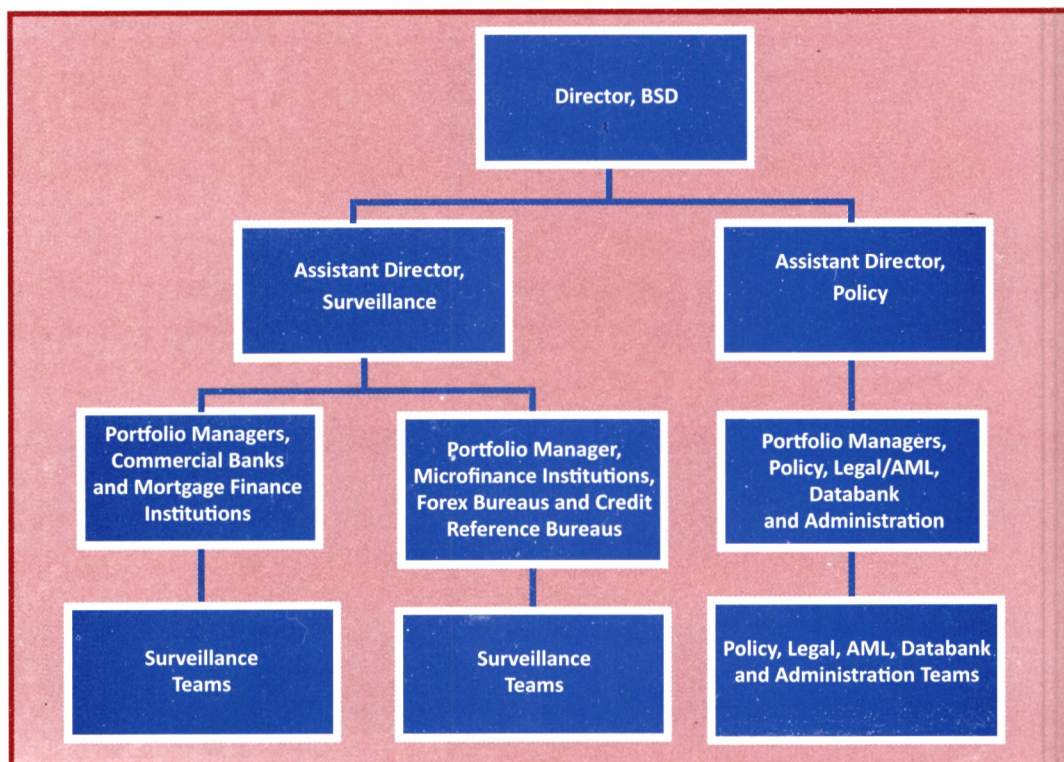 Director, BSD
Assistant Director,
Surveillance
Assistant Director,
Policy
Portfolio Managers,
Commercial Banks
and Mortgage Finance
Institutions
Portfolio Manager,
Microfinance Institutions,
Forex Bureaus and Credit
Reference Bureaus
Portfolio Managers,
Policy, Legal/AML,
Databank
and Administration
Surveillance
Teams
Surveillance
Teams
Policy, Legal, AML, Databank
and Administration Teams